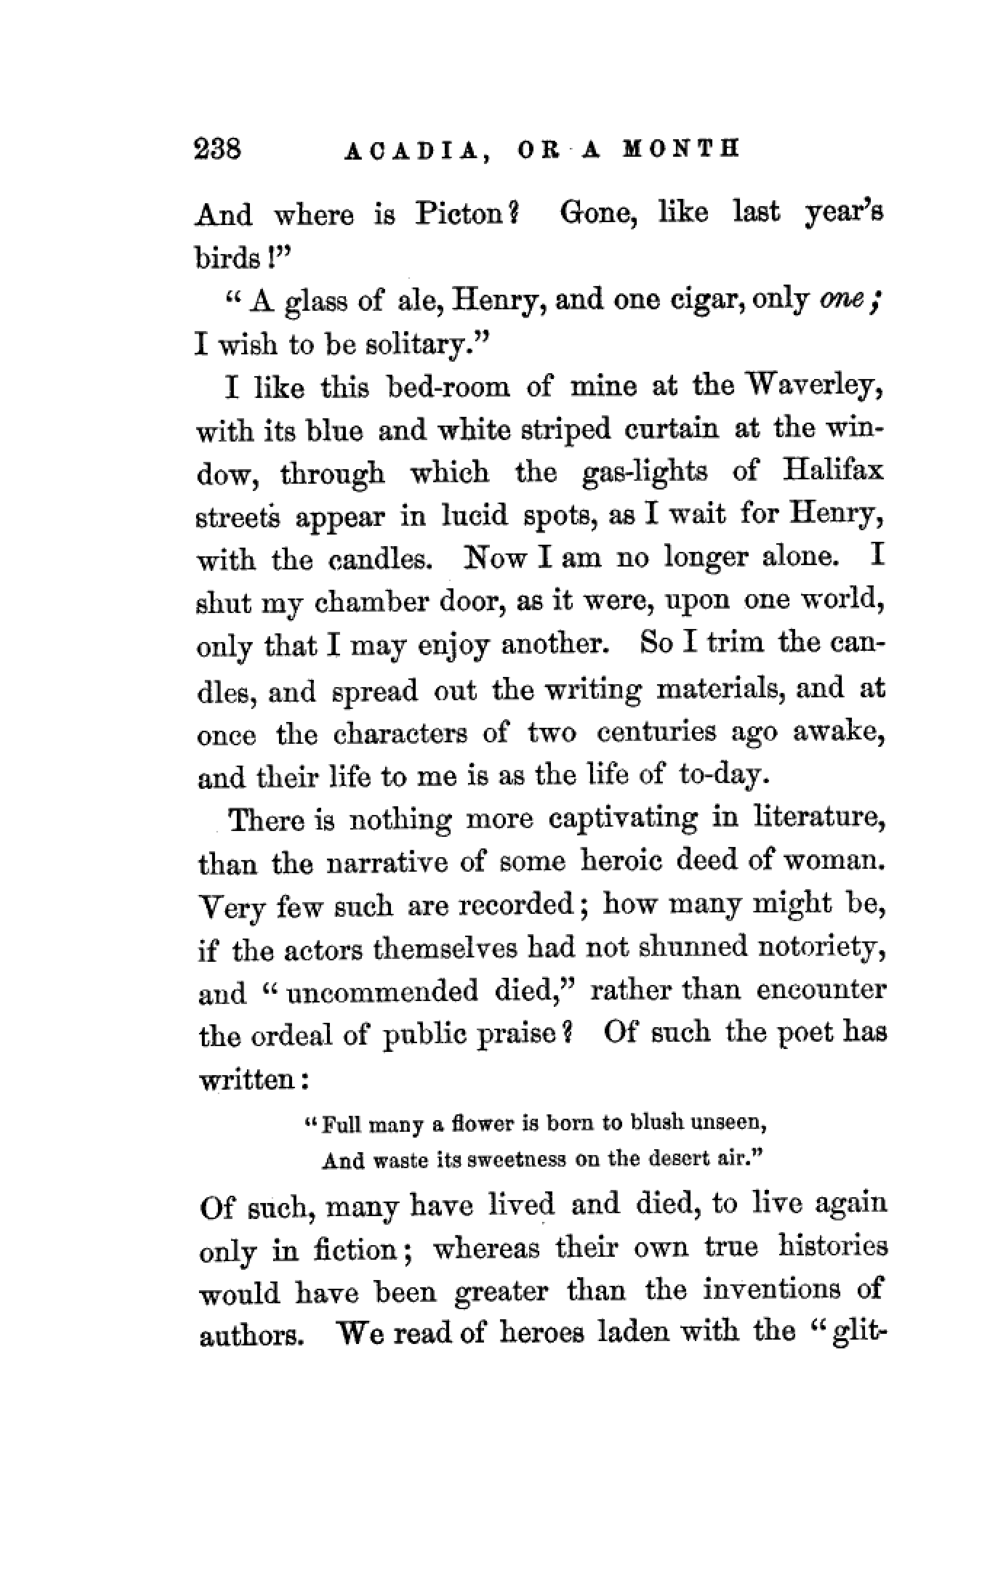 238 ACADIA, OR A MONTH
And where is Picton? Gone, like last year's
birds!”
“A glass of ale, Henry, and one cigar, only one;
I wish to be solitary.”
I like this bed-room of mine at the Waverley,
with its blue and white striped curtain at the win-
dow, through which the gas-lights of Halifax
streets appear in lucid spots, as I wait for Henry,
with the candles. Now I am no longer alone. I
shut my chamber door, as it were, upon one world,
only that I may enjoy another. So I trim the can-
dles, and spread out the writing materials, and at
once the characters of two centuries ago awake,
and their life to me is as the life of to-day.
There is nothing more captivating in literature,
than the narrative of some heroic deed of woman.
Very few such are recorded; how many might be,
if the actors themselves had not shunned notoriety,
and “uncommended died,” rather than encounter
the ordeal of public praise? Of such the poet has
written:
“Full many a flower is born to blush unseen,
And waste its sweetness on the desert air.”
Of such, many have lived and died, to live again
only in fiction; whereas their own true histories
would have been greater than the inventions of
authors. We read of heroes laden with the “glit-